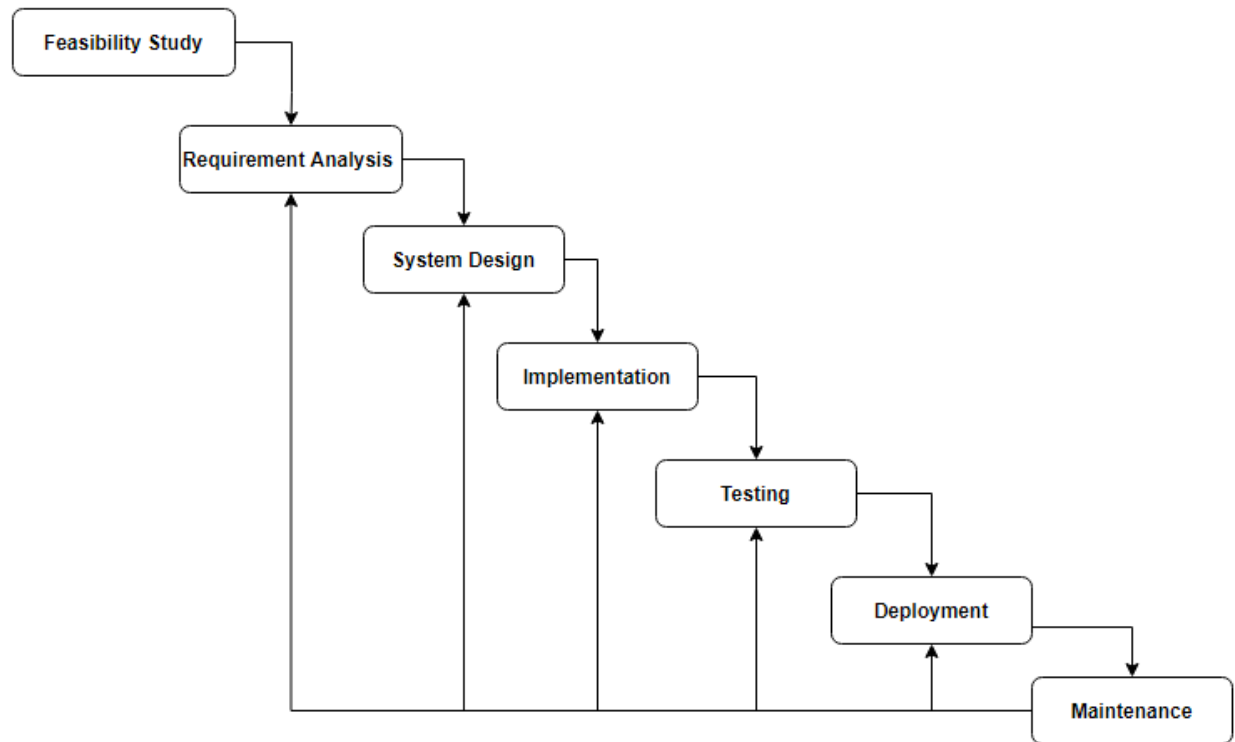 Feasibility Study
Requirement Analysis
System Design
Implementation
Testing
Deployment
Maintenance